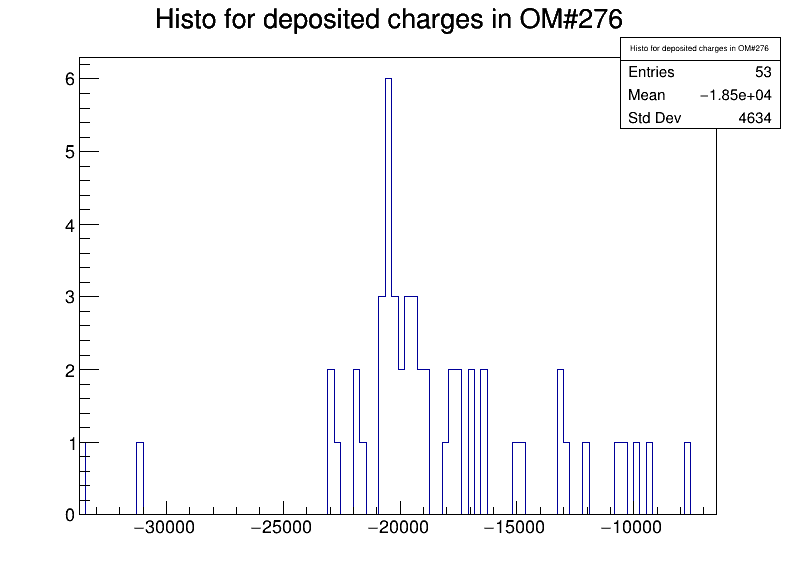 Histo for deposited charges in OM#276
Histo for deposited charges in OM#276
Entries 53
Mean −1.85e+04
Std Dev 4634
6
5
4
3
2
1
0
−30000 −25000 −20000 −15000 −10000